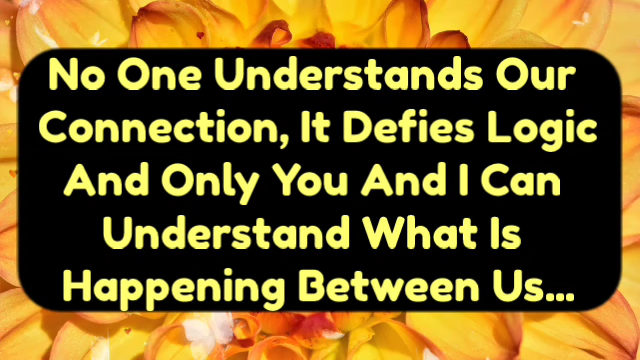 No One Understands Our
Connection, It Defies Logic
And Only You And I Can
Understand What Is
Happening Between Us...